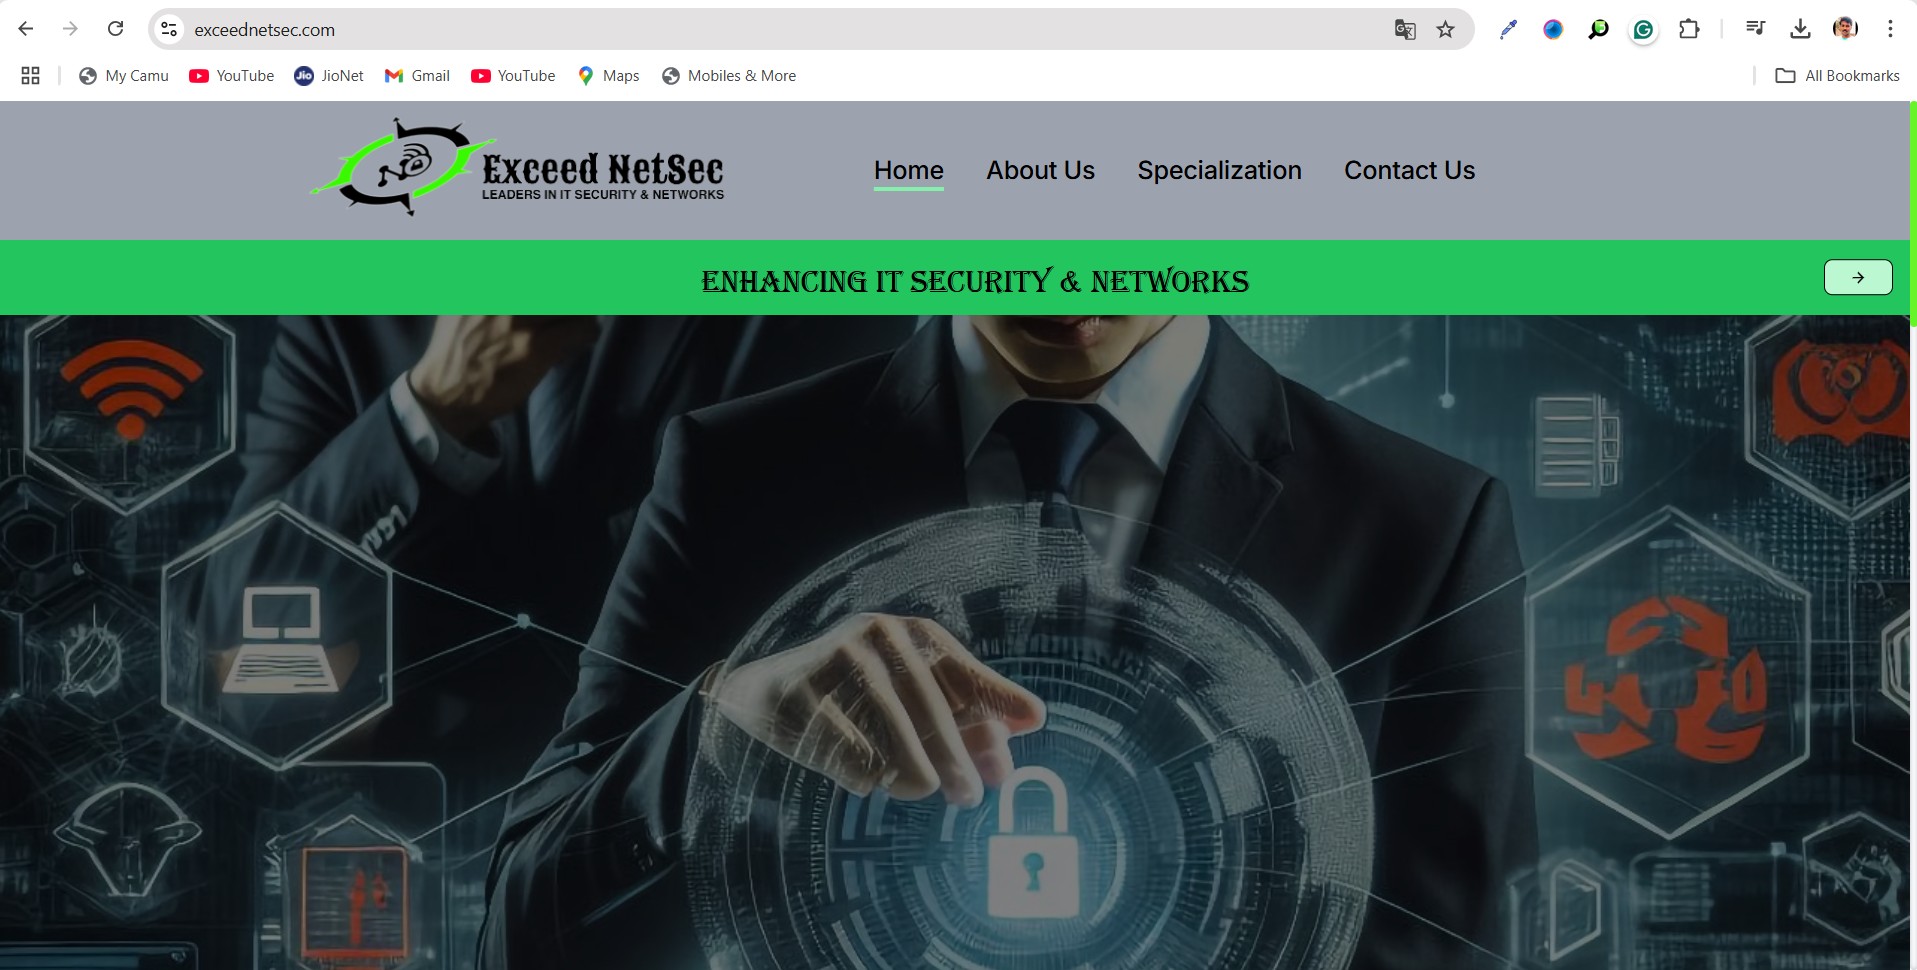 exceednetsec.com
My Camu YouTube JioNet Gmail YouTube Maps Mobiles & More All Bookmarks
Exceed NetSec
LEADERS IN IT SECURITY & NETWORKS
Home About Us Specialization Contact Us
ENHANCING IT SECURITY & NETWORKS